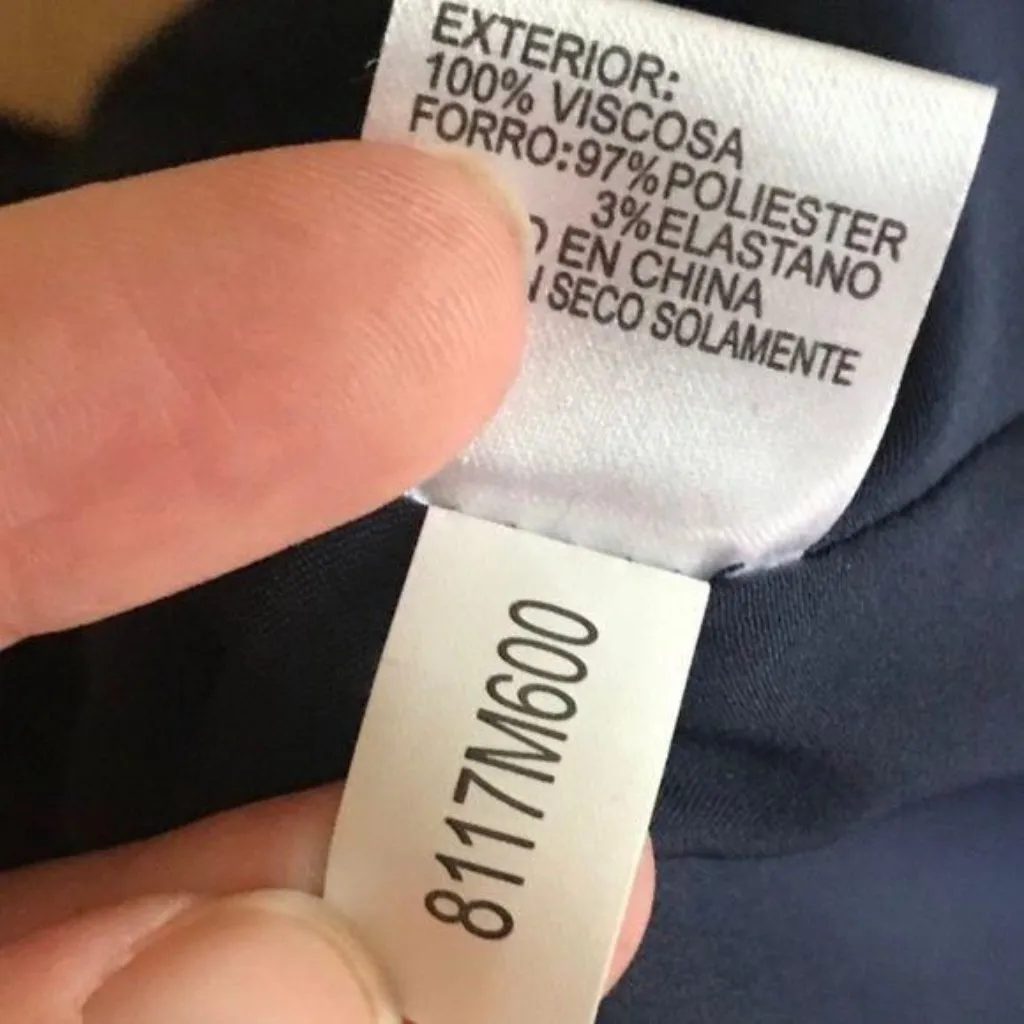 EXTERIOR:
100% VISCOSA
FORRO:97%POLIESTER
3%ELASTANO
EN CHINA
SECO SOLAMENTE
8117M600